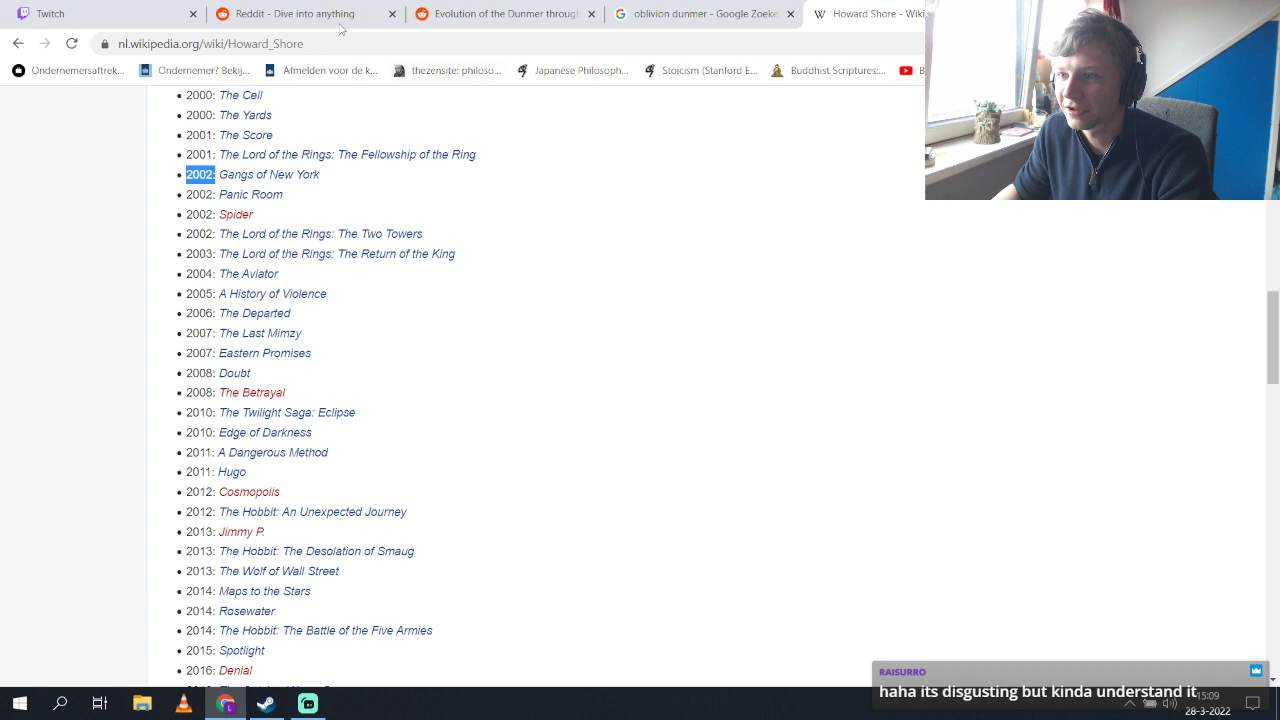 Twitch
Reddit - Dive into anything
Evolution of the Dunmer through
oblivion dunmer - Google Zoeke
Howard Shore - Wiki
nl.wikipedia.org/wiki/Howard_Shore
Ondernemersaftrek...
Ondernemer? Bekij...
Afmelden voor de k...
thezensite: philoso...
Japanese Philosoph...
Stoicism (Stanford E...
Buddhist Scriptures:...
2000: The Cell
2000: The Yards
2001: The Score
2001: The Lord of the Rings: The Fellowship of the Ring
2002: Gangs of New York
2002: Panic Room
2002: Spider
2002: The Lord of the Rings: The Two Towers
2003: The Lord of the Rings: The Return of the King
2004: The Aviator
2005: A History of Violence
2006: The Departed
2007: The Last Mimzy
2007: Eastern Promises
2008: Doubt
2008: The Betrayal
2010: The Twilight Saga: Eclipse
2010: Edge of Darkness
2011: A Dangerous Method
2011: Hugo
2012: Cosmopolis
2012: The Hobbit: An Unexpected Journey
2013: Jimmy P.
2013: The Hobbit: The Desolation of Smaug
2013: The Wolf of Wall Street
2014: Maps to the Stars
2014: Rosewater
2014: The Hobbit: The Battle of the Five Armies
2015: Spotlight
2016: Denial
RAISURRO
haha its disgusting but kinda understand it
15:09
28-3-2022